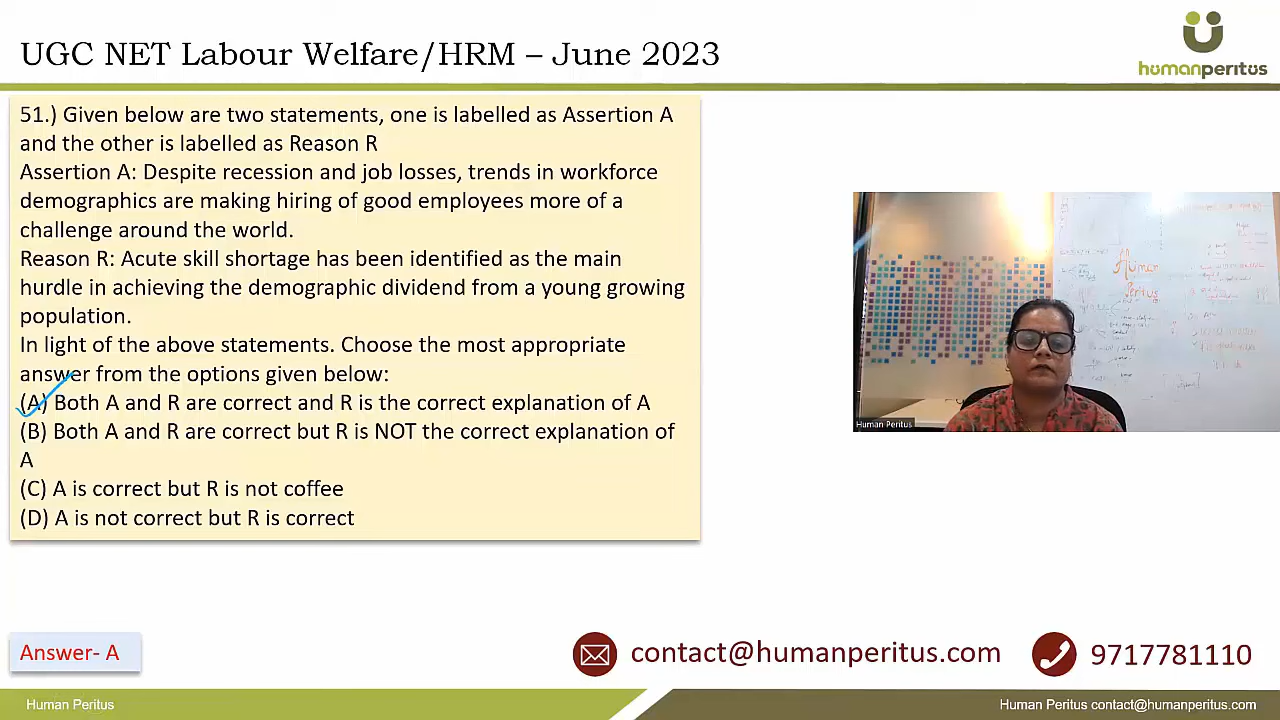 UGC NET Labour Welfare/HRM – June 2023
humanperitus
51.) Given below are two statements, one is labelled as Assertion A
and the other is labelled as Reason R
Assertion A: Despite recession and job losses, trends in workforce
demographics are making hiring of good employees more of a
challenge around the world.
Reason R: Acute skill shortage has been identified as the main
hurdle in achieving the demographic dividend from a young growing
population.
In light of the above statements. Choose the most appropriate
answer from the options given below:
(A) Both A and R are correct and R is the correct explanation of A
(B) Both A and R are correct but R is NOT the correct explanation of
A
(C) A is correct but R is not coffee
(D) A is not correct but R is correct
Human
Peritus
Human Peritus
Answer- A
contact@humanperitus.com
9717781110
Human Peritus
Human Peritus contact@humanperitus.com